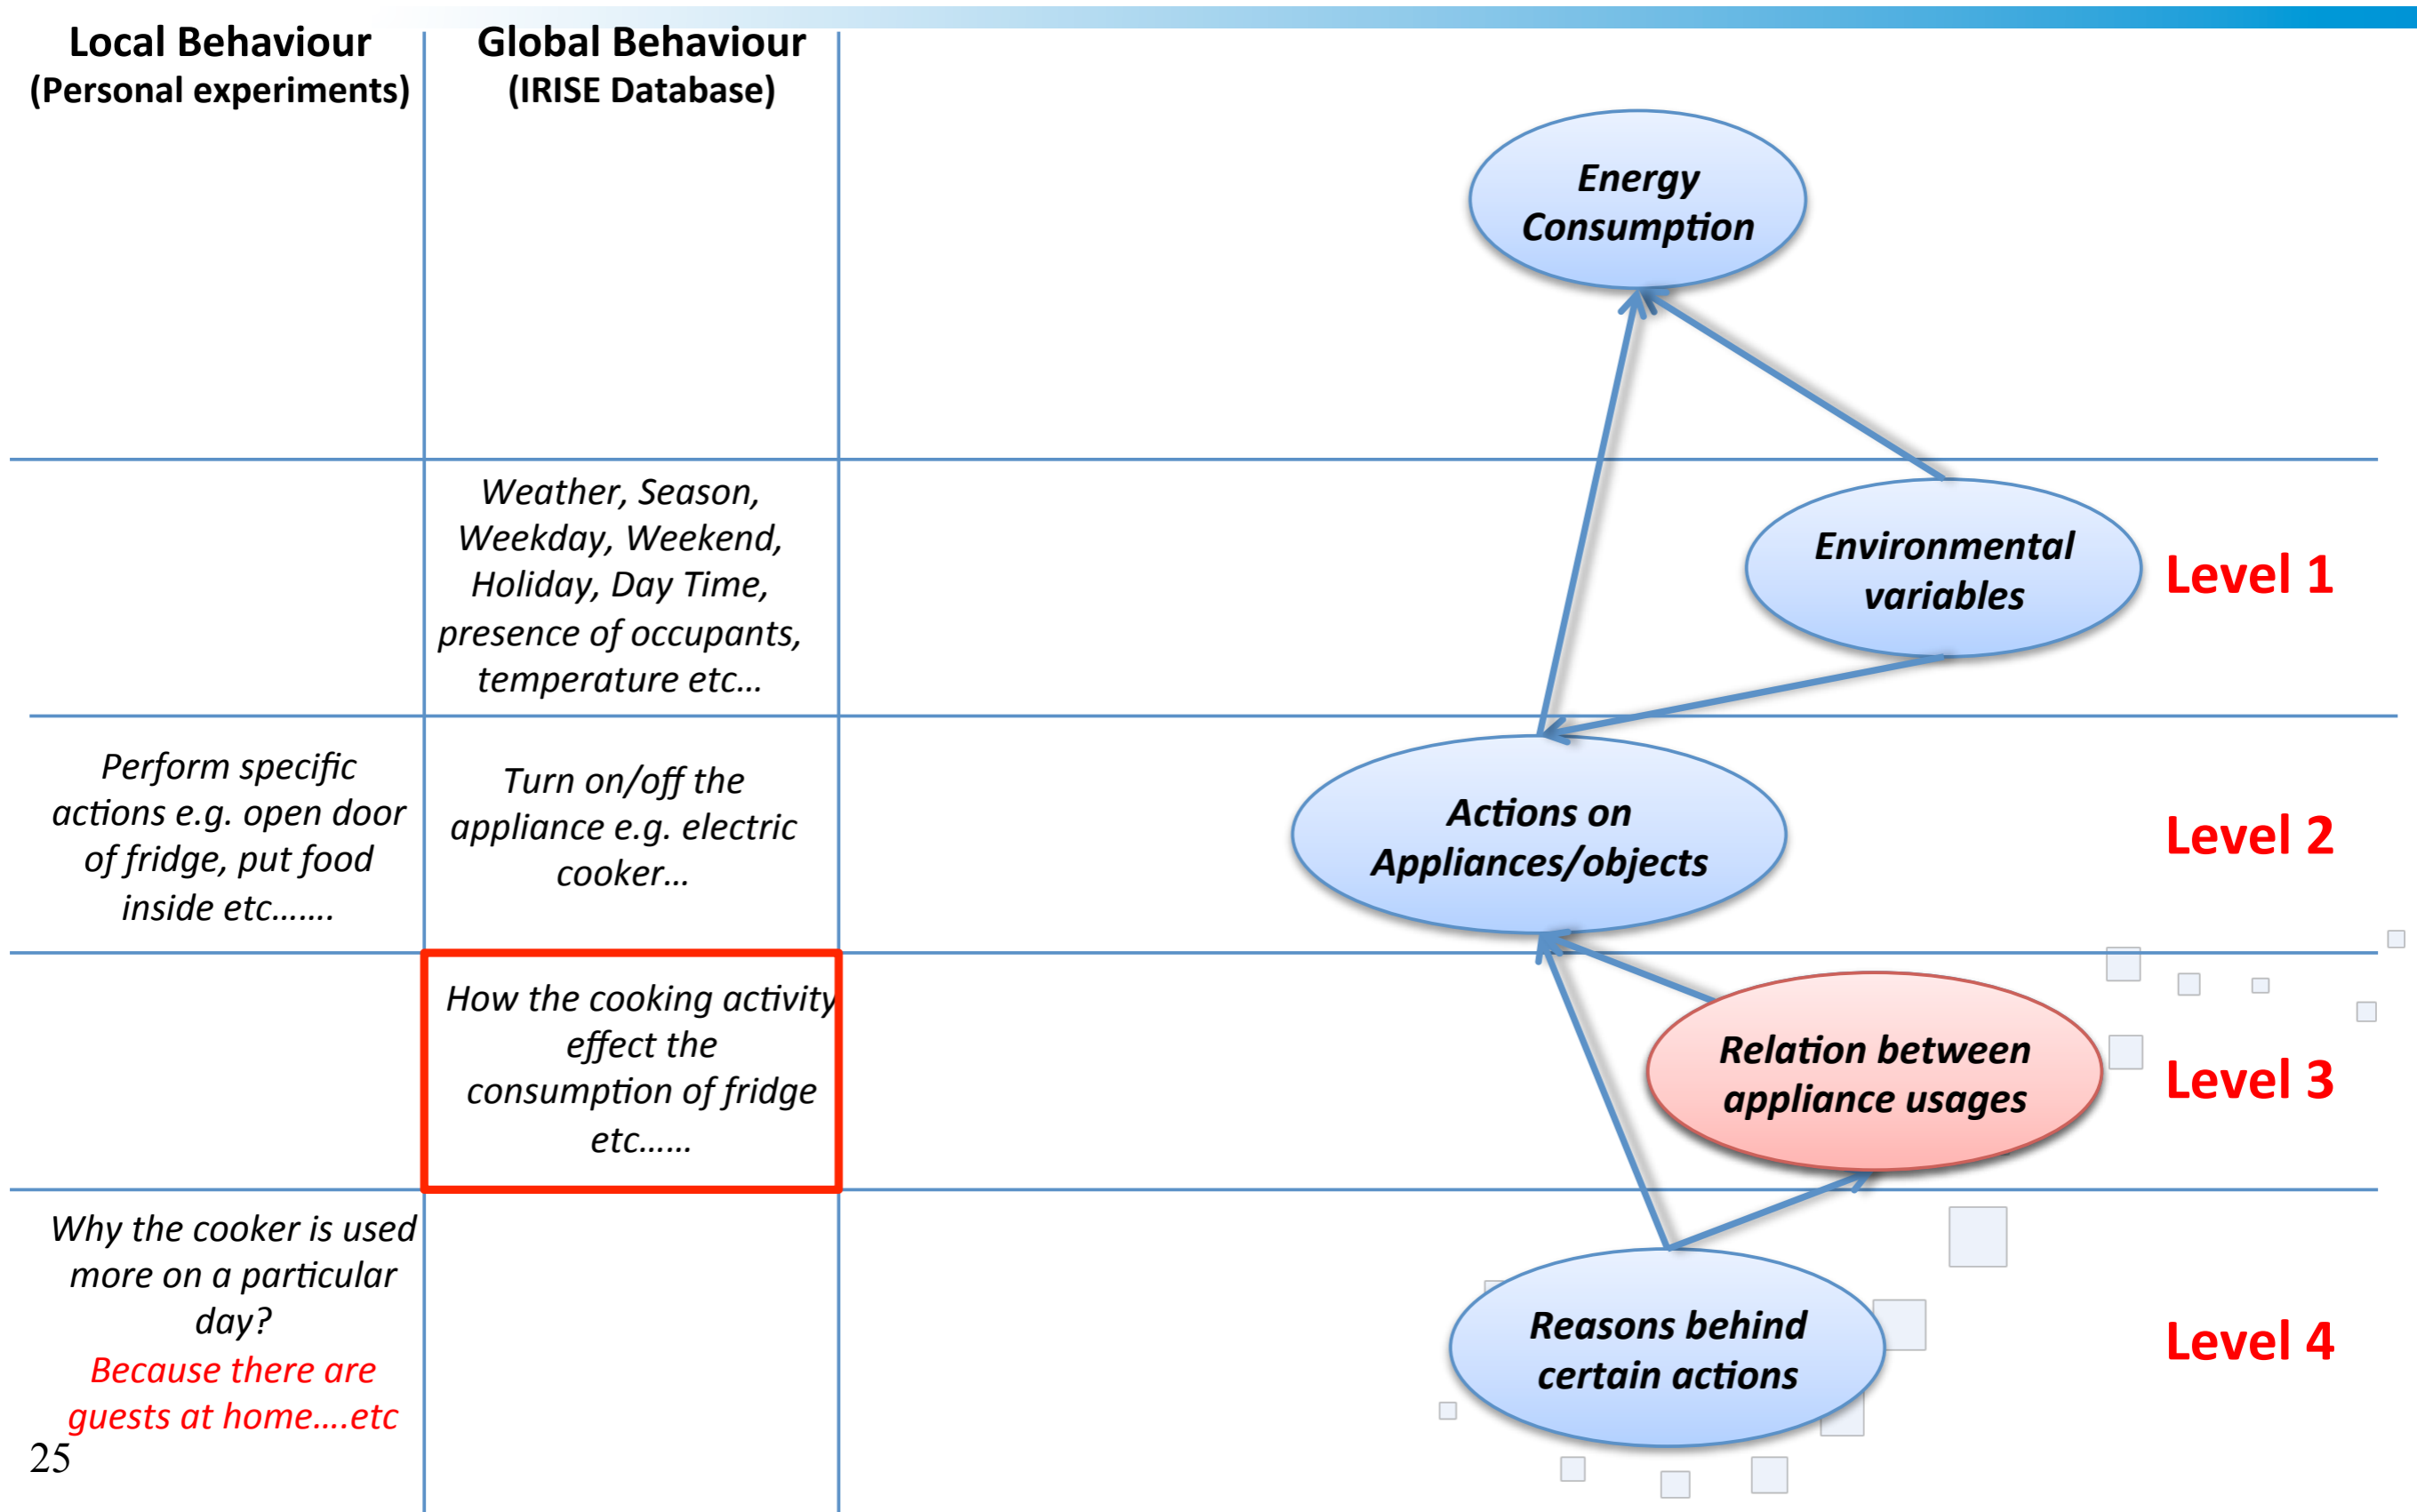 Local Behaviour
(Personal experiments)
Global Behaviour
(IRISE Database)
Energy
Consumption
Weather, Season,
Weekday, Weekend,
Holiday, Day Time,
presence of occupants,
temperature etc…
Environmental
variables
Level 1
Perform specific
actions e.g. open door
of fridge, put food
inside etc…….
Turn on/off the
appliance e.g. electric
cooker…
Actions on
Appliances/objects
Level 2
How the cooking activity
effect the
consumption of fridge
etc……
Relation between
appliance usages
Level 3
Why the cooker is used
more on a particular
day?
Because there are
guests at home….etc
Reasons behind
certain actions
Level 4
25